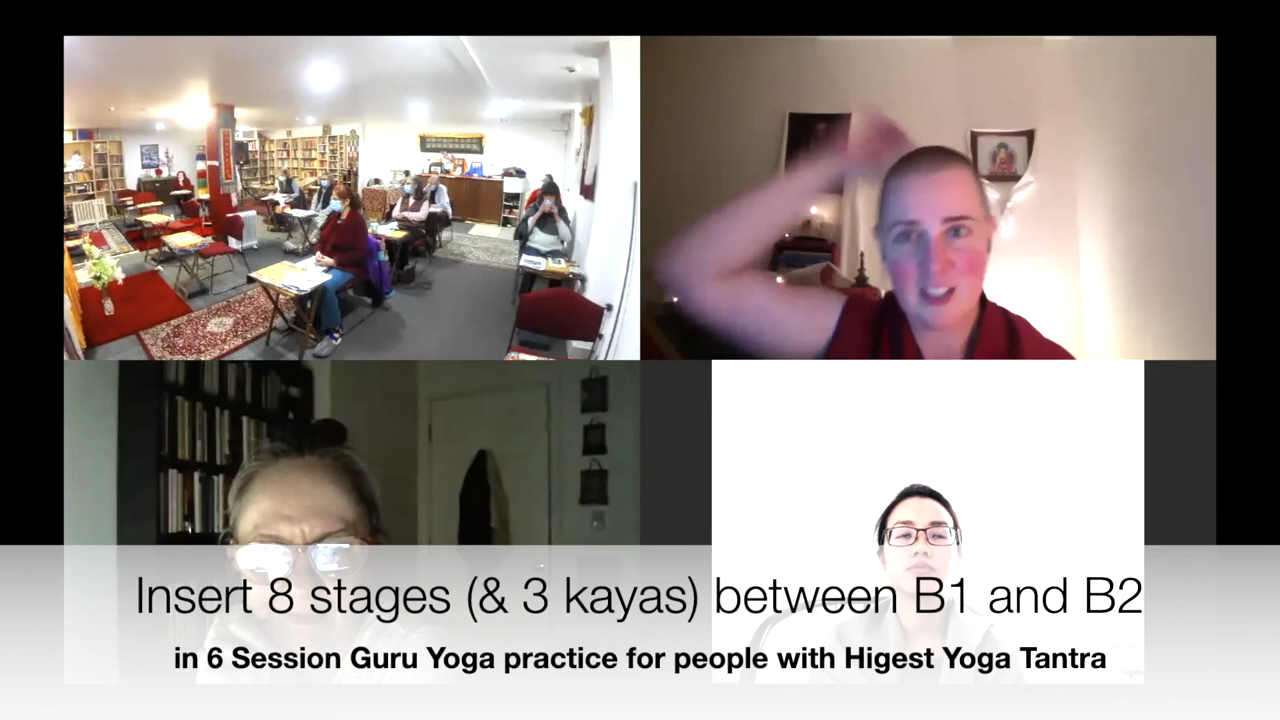 Insert 8 stages (& 3 kayas) between B1 and B2
in 6 Session Guru Yoga practice for people with Higest Yoga Tantra